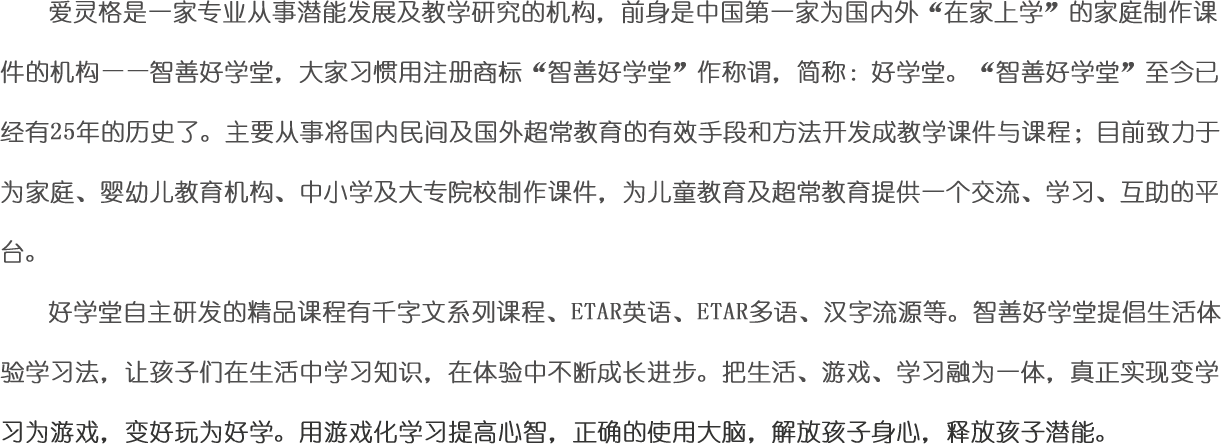 爱灵格是一家专业从事潜能发展及教学研究的机构，前身是中国第一家为国内外“在家上学”的家庭制作课
件的机构——智善好学堂，大家习惯用注册商标“智善好学堂”作称谓，简称：好学堂。“智善好学堂”至今已
经有25年的历史了。主要从事将国内民间及国外超常教育的有效手段和方法开发成教学课件与课程；目前致力于
为家庭、婴幼儿教育机构、中小学及大专院校制作课件，为儿童教育及超常教育提供一个交流、学习、互助的平
台。
好学堂自主研发的精品课程有千字文系列课程、ETAR英语、ETAR多语、汉字流源等。智善好学堂提倡生活体
验学习法，让孩子们在生活中学习知识，在体验中不断成长进步。把生活、游戏、学习融为一体，真正实现变学
习为游戏，变好玩为好学。用游戏化学习提高心智，正确的使用大脑，解放孩子身心，释放孩子潜能。